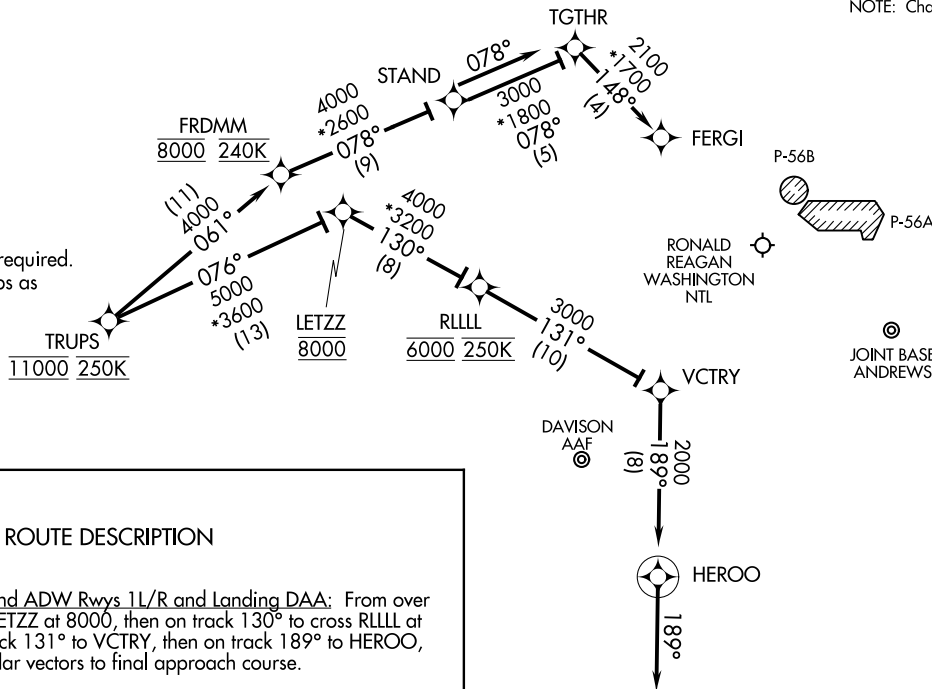 NOTE: Cha
TGTHR
078°
2100
*1700
148°
(4)
STAND
3000
*1800
078°
(5)
FERGI
4000
*2600
078°
(9)
FRDMM
8000 240K
P-56B
P-56A
(11)
4000
061°
4000
*3200
130°
(8)
RONALD
REAGAN
WASHINGTON
NTL
required.
os as
076°
5000
*3600
(13)
TRUPS
11000 250K
LETZZ
8000
RLLLL
6000 250K
3000
131°
(10)
JOINT BASE
ANDREWS
VCTRY
DAVISON
AAF
2000
189°
(8)
ROUTE DESCRIPTION
HEROO
189°
nd ADW Rwys 1L/R and Landing DAA: From over
ETZZ at 8000, then on track 130° to cross RLLLL at
ck 131° to VCTRY, then on track 189° to HEROO,
dar vectors to final approach course.